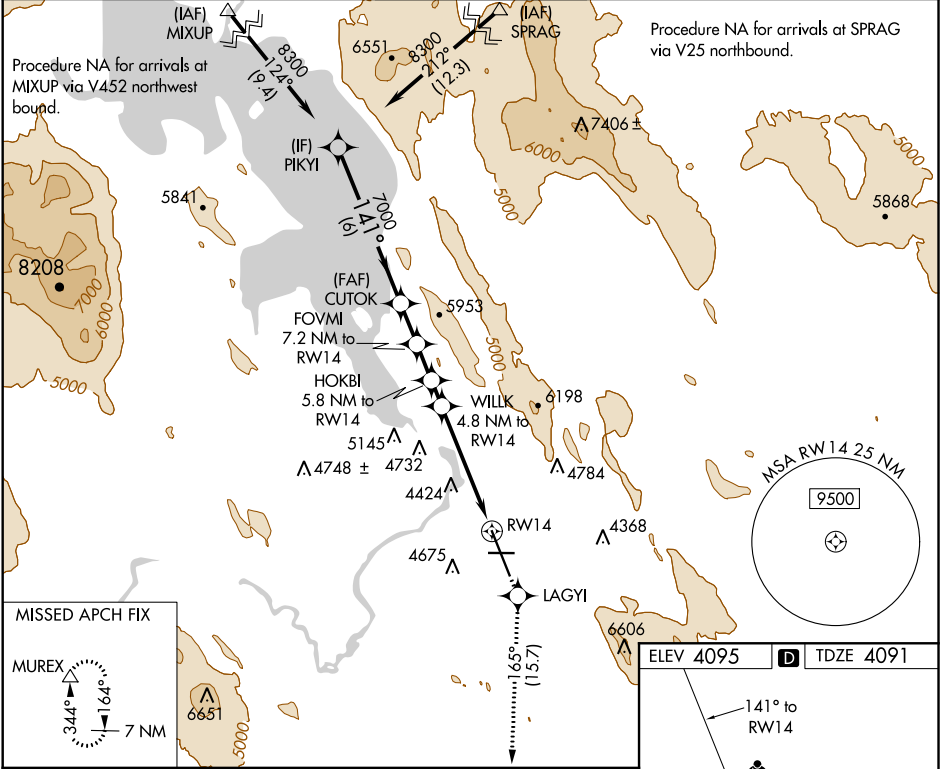 (IAF)
MIXUP
8300
124°
(9.4)
Procedure NA for arrivals at
MIXUP via V452 northwest
bound.
(IAF)
SPRAG
8300
212°
(12.3)
6551
Procedure NA for arrivals at SPRAG
via V25 northbound.
7406 ±
6000
5000
5000
5868
(IF)
PIKYI
7000
141°
(6)
5841
8208
7000
6000
5000
(FAF)
CUTOK
5953
5000
FOVMI
7.2 NM to
RW14
HOKBI
5.8 NM to
RW14
WILLK
4.8 NM to
RW14
6198
5145
4732
4748 ±
4784
4424
RW14
4368
4675
LAGYI
165°
(15.7)
MSA RW14 25 NM
9500
6606
MISSED APCH FIX
MUREX
344°
164°
7 NM
6651
5000
ELEV 4095
D
TDZE 4091
141° to
RW14